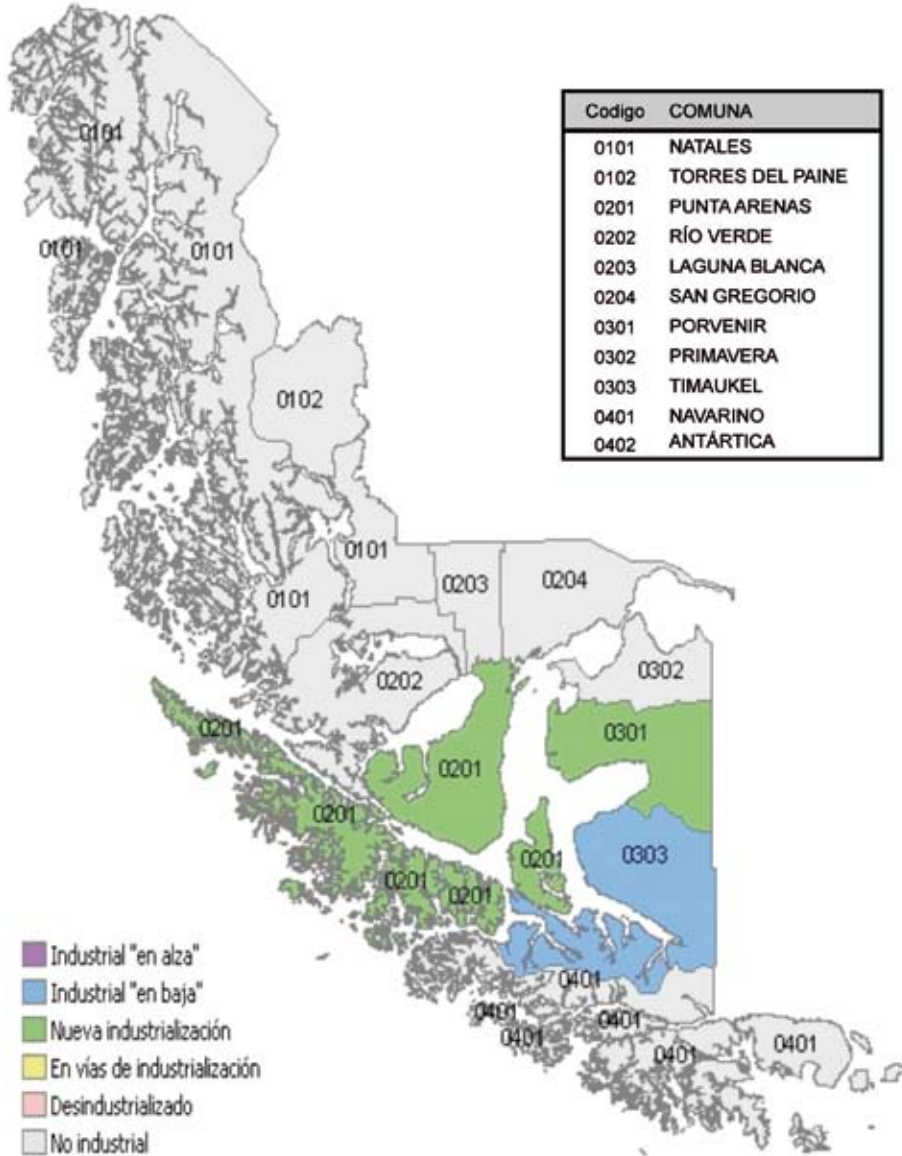 Codigo COMUNA
0101 NATALES
0102 TORRES DEL PAINE
0201 PUNTA ARENAS
0202 RÍO VERDE
0203 LAGUNA BLANCA
0204 SAN GREGORIO
0301 PORVENIR
0302 PRIMAVERA
0303 TIMAUKEL
0401 NAVARINO
0402 ANTÁRTICA
0101
0101
0101
0102
0101
0203
0204
0101
0302
0202
0201
0301
0201
0201
0303
0201
0201
0201
0401
0401
0401
0401
0401
0401
Industrial "en alza"
Industrial "en baja"
Nueva industrialización
En vías de industrialización
Desindustrializado
No industrial